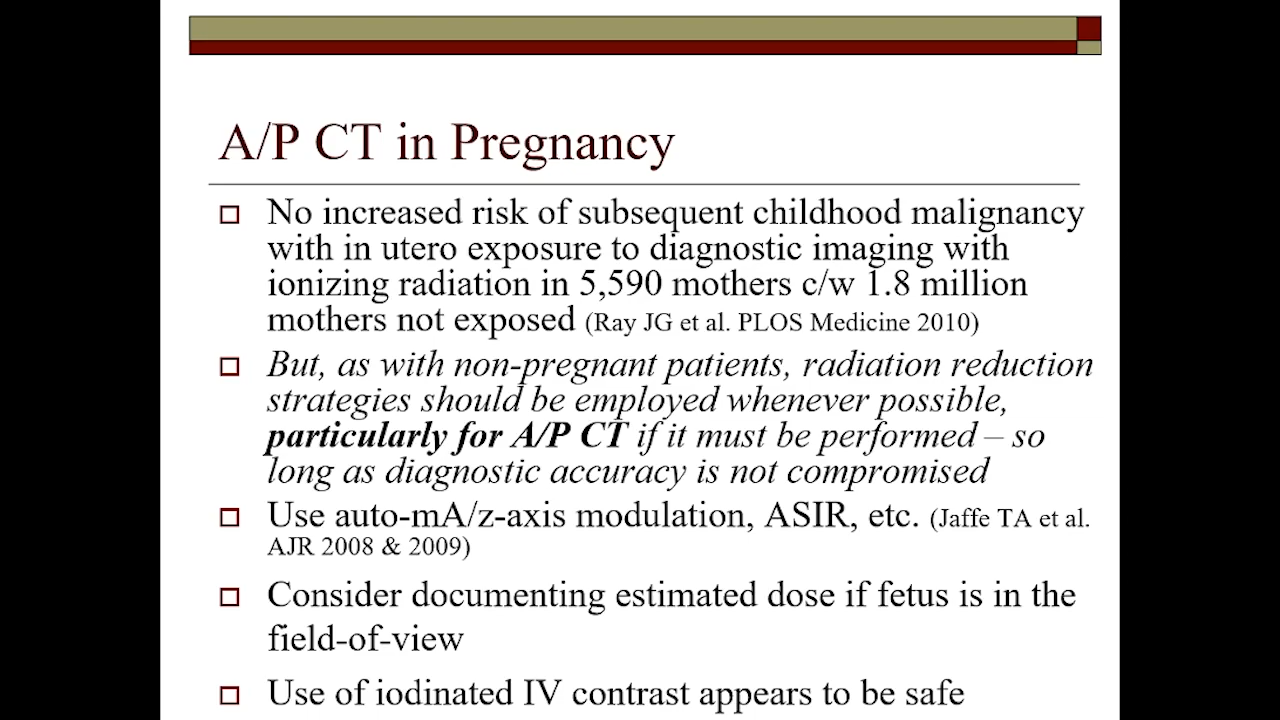 A/P CT in Pregnancy
No increased risk of subsequent childhood malignancy
with in utero exposure to diagnostic imaging with
ionizing radiation in 5,590 mothers c/w 1.8 million
mothers not exposed (Ray JG et al. PLOS Medicine 2010)
But, as with non-pregnant patients, radiation reduction
strategies should be employed whenever possible,
particularly for A/P CT if it must be performed – so
long as diagnostic accuracy is not compromised
Use auto-mA/z-axis modulation, ASIR, etc. (Jaffe TA et al.
AJR 2008 & 2009)
Consider documenting estimated dose if fetus is in the
field-of-view
Use of iodinated IV contrast appears to be safe